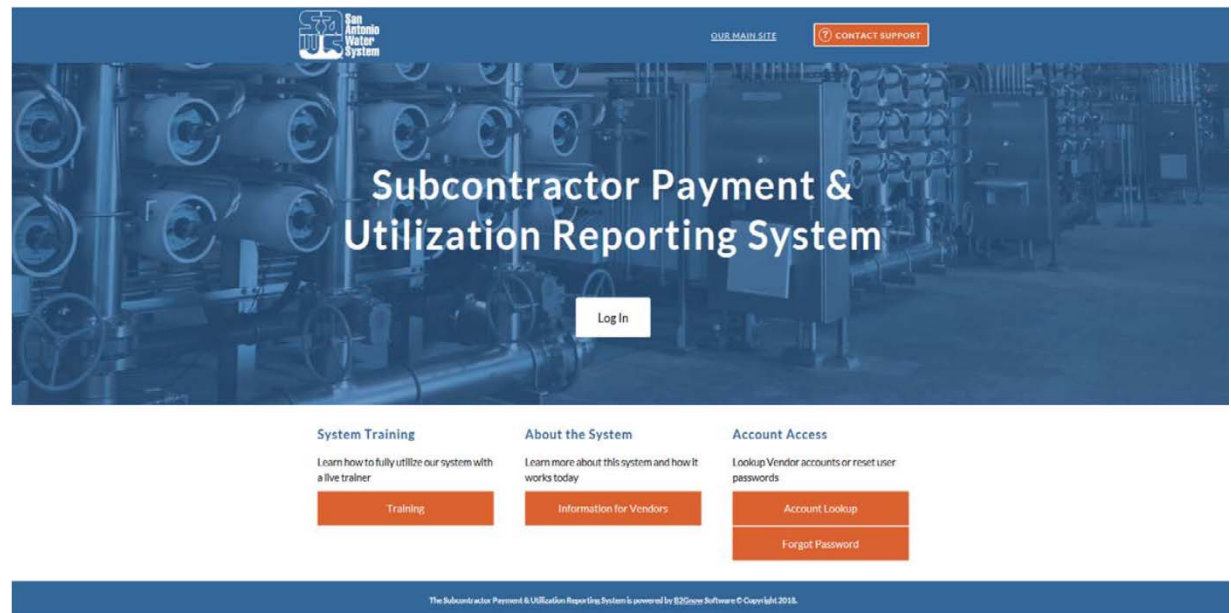 San
Antonio
Water
System
OUR MAIN SITE
? CONTACT SUPPORT
Subcontractor Payment &
Utilization Reporting System
Log In
System Training
Learn how to fully utilize our system with
a live trainer
Training
About the System
Learn more about this system and how it
works today
Information for Vendors
Account Access
Lookup Vendor accounts or reset user
passwords
Account Lookup
Forgot Password
The Subcontractor Payment & Utilization Reporting System is powered by B2Gnow Software © Copyright 2018.